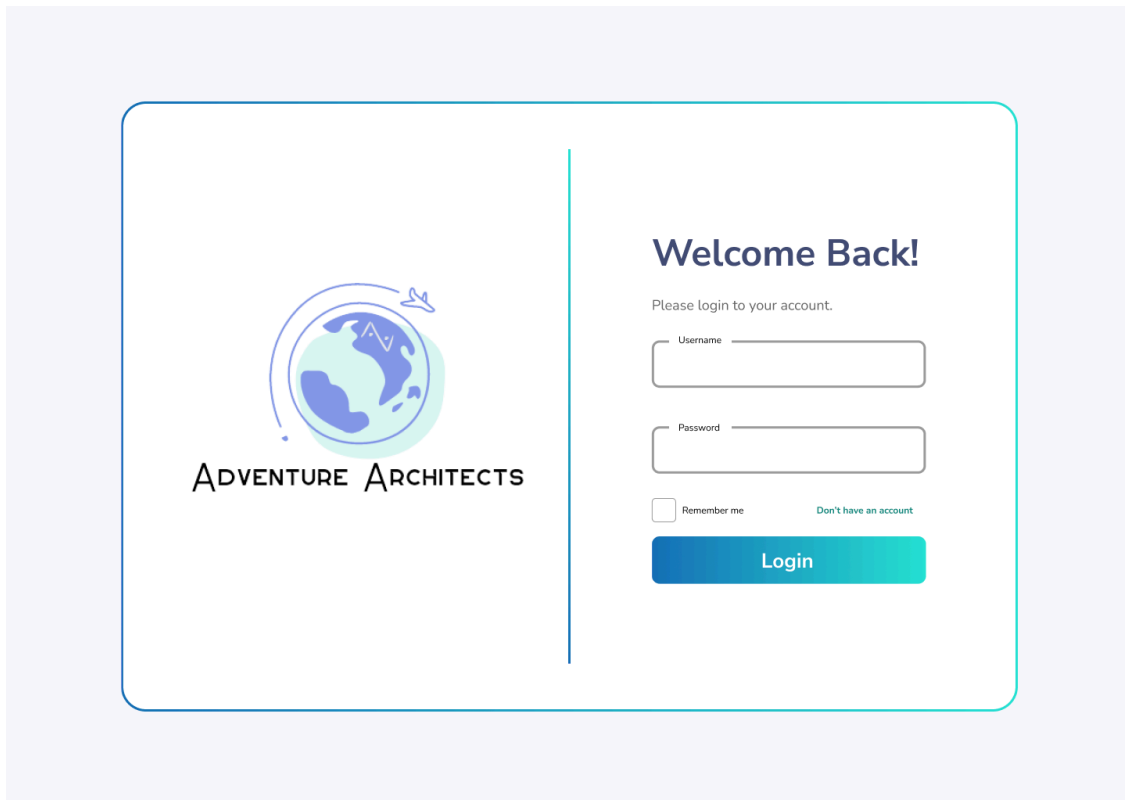 Adventure Architects
Welcome Back!
Please login to your account.
Username
Password
Remember me
Don't have an account
Login